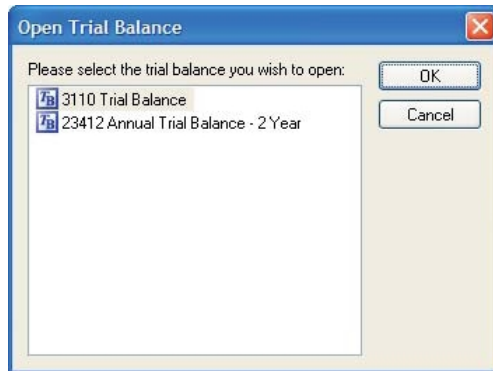 Open Trial Balance
Please select the trial balance you wish to open:
TB 3110 Trial Balance
TB 23412 Annual Trial Balance - 2 Year
OK
Cancel